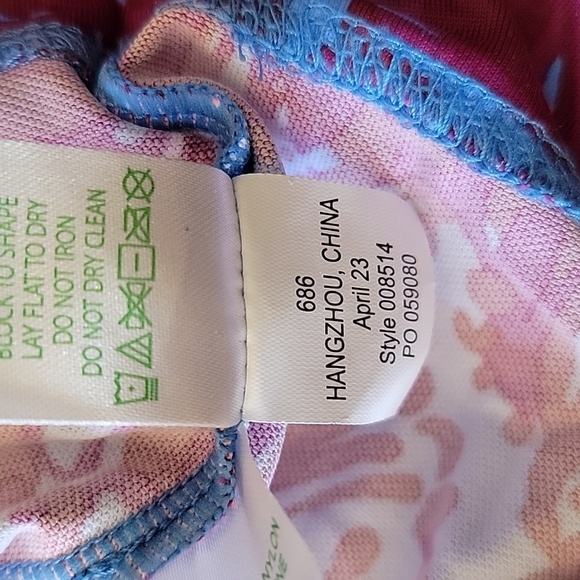 BLOCK TO SHAPE
LAY FLAT TO DRY
DO NOT IRON
DO NOT DRY CLEAN
686
HANGZHOU, CHINA
April 23
Style 008514
PO 059080
NYLON